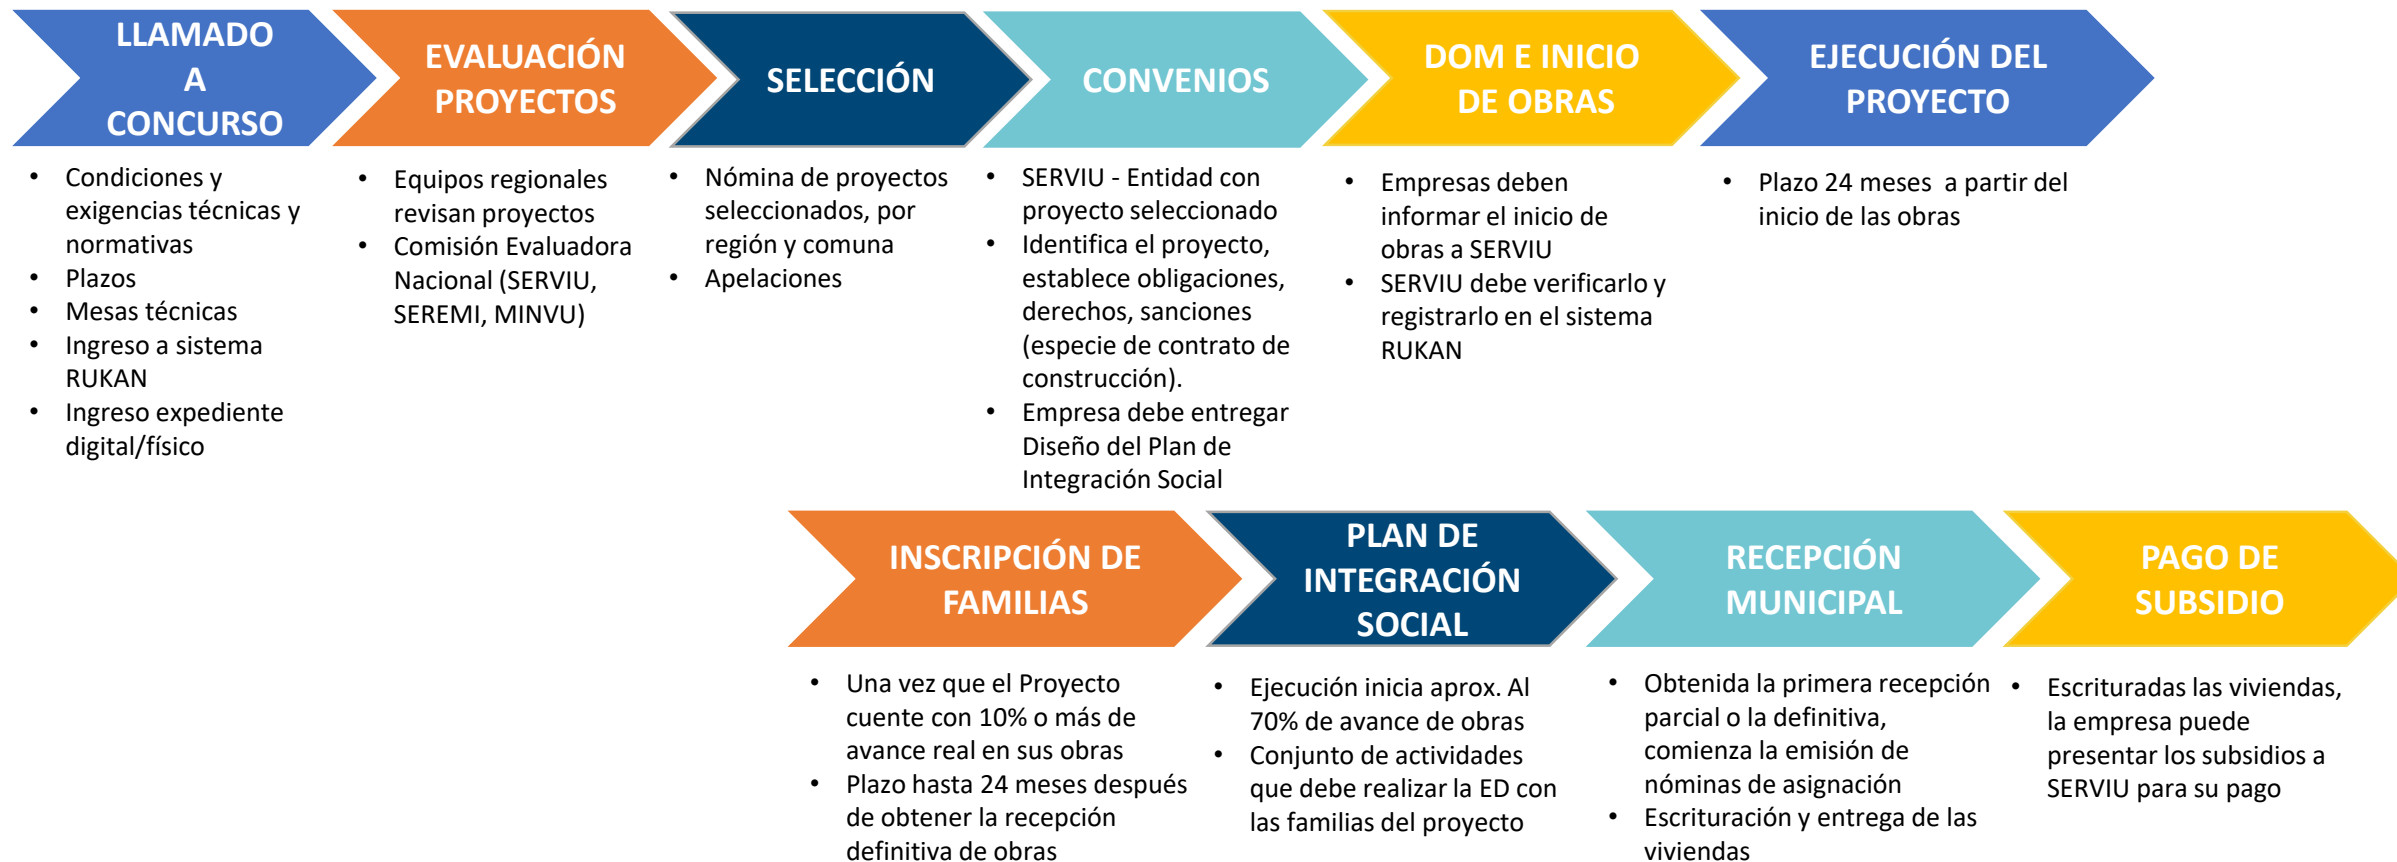 LLAMADO
A
CONCURSO
• Condiciones y
exigencias técnicas y
normativas
• Plazos
• Mesas técnicas
• Ingreso a sistema
RUKAN
• Ingreso expediente
digital/físico
EVALUACIÓN
PROYECTOS
• Equipos regionales
revisan proyectos
• Comisión Evaluadora
Nacional (SERVIU,
SEREMI, MINVU)
SELECCIÓN
• Nómina de proyectos
seleccionados, por
región y comuna
• Apelaciones
CONVENIOS
• SERVIU - Entidad con
proyecto seleccionado
• Identifica el proyecto,
establece obligaciones,
derechos, sanciones
(especie de contrato de
construcción).
• Empresa debe entregar
Diseño del Plan de
Integración Social
DOM E INICIO
DE OBRAS
• Empresas deben
informar el inicio de
obras a SERVIU
• SERVIU debe verificarlo y
registrarlo en el sistema
RUKAN
EJECUCIÓN DEL
PROYECTO
• Plazo 24 meses a partir del
inicio de las obras
INSCRIPCIÓN DE
FAMILIAS
• Una vez que el Proyecto
cuente con 10% o más de
avance real en sus obras
• Plazo hasta 24 meses después
de obtener la recepción
definitiva de obras
PLAN DE
INTEGRACIÓN
SOCIAL
• Ejecución inicia aprox. Al
70% de avance de obras
• Conjunto de actividades
que debe realizar la ED con
las familias del proyecto
RECEPCIÓN
MUNICIPAL
• Obtenida la primera recepción
parcial o la definitiva,
comienza la emisión de
nóminas de asignación
• Escrituración y entrega de las
viviendas
PAGO DE
SUBSIDIO
• Escrituradas las viviendas,
la empresa puede
presentar los subsidios a
SERVIU para su pago